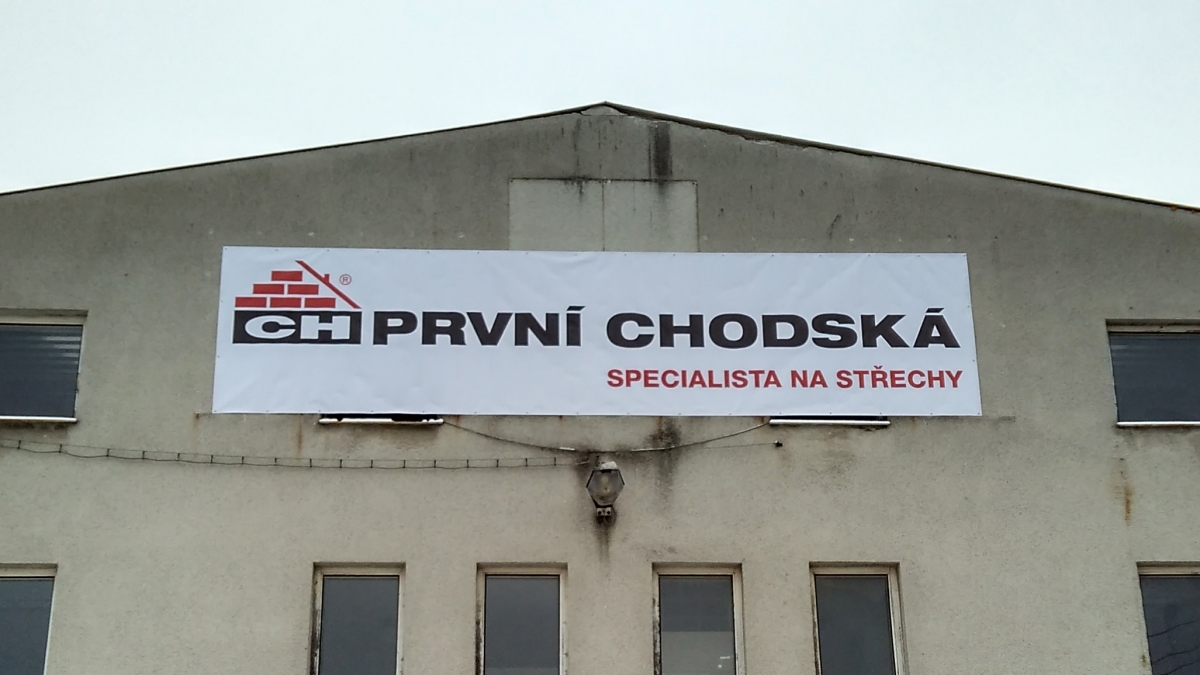 ®
CH PRVNÍ CHODSKÁ
SPECIALISTA NA STŘECHY